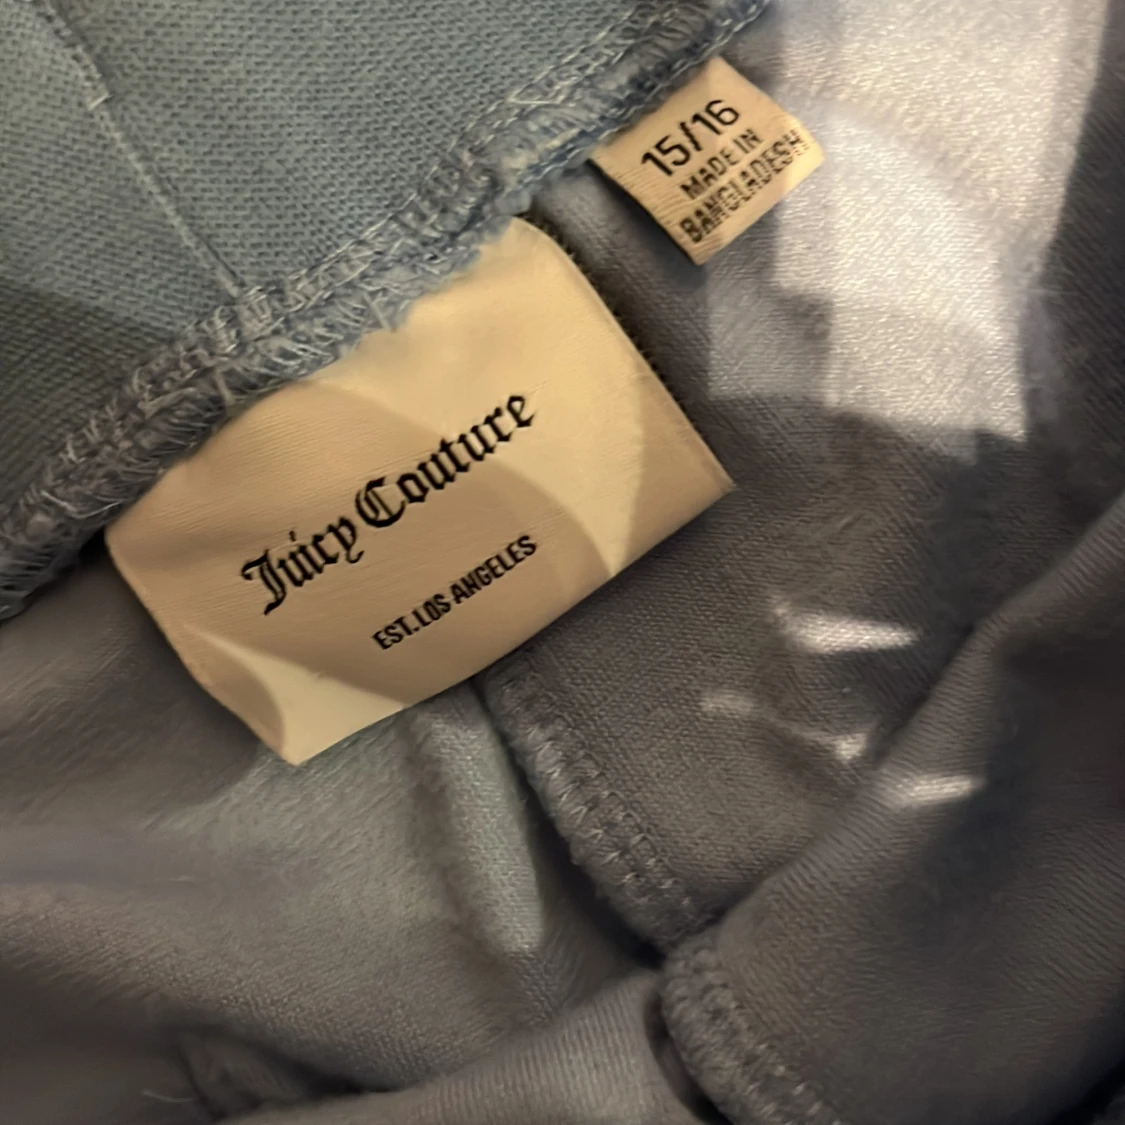 15/16
MADE IN
BANGLADESH
Juicy Couture
EST. LOS ANGELES